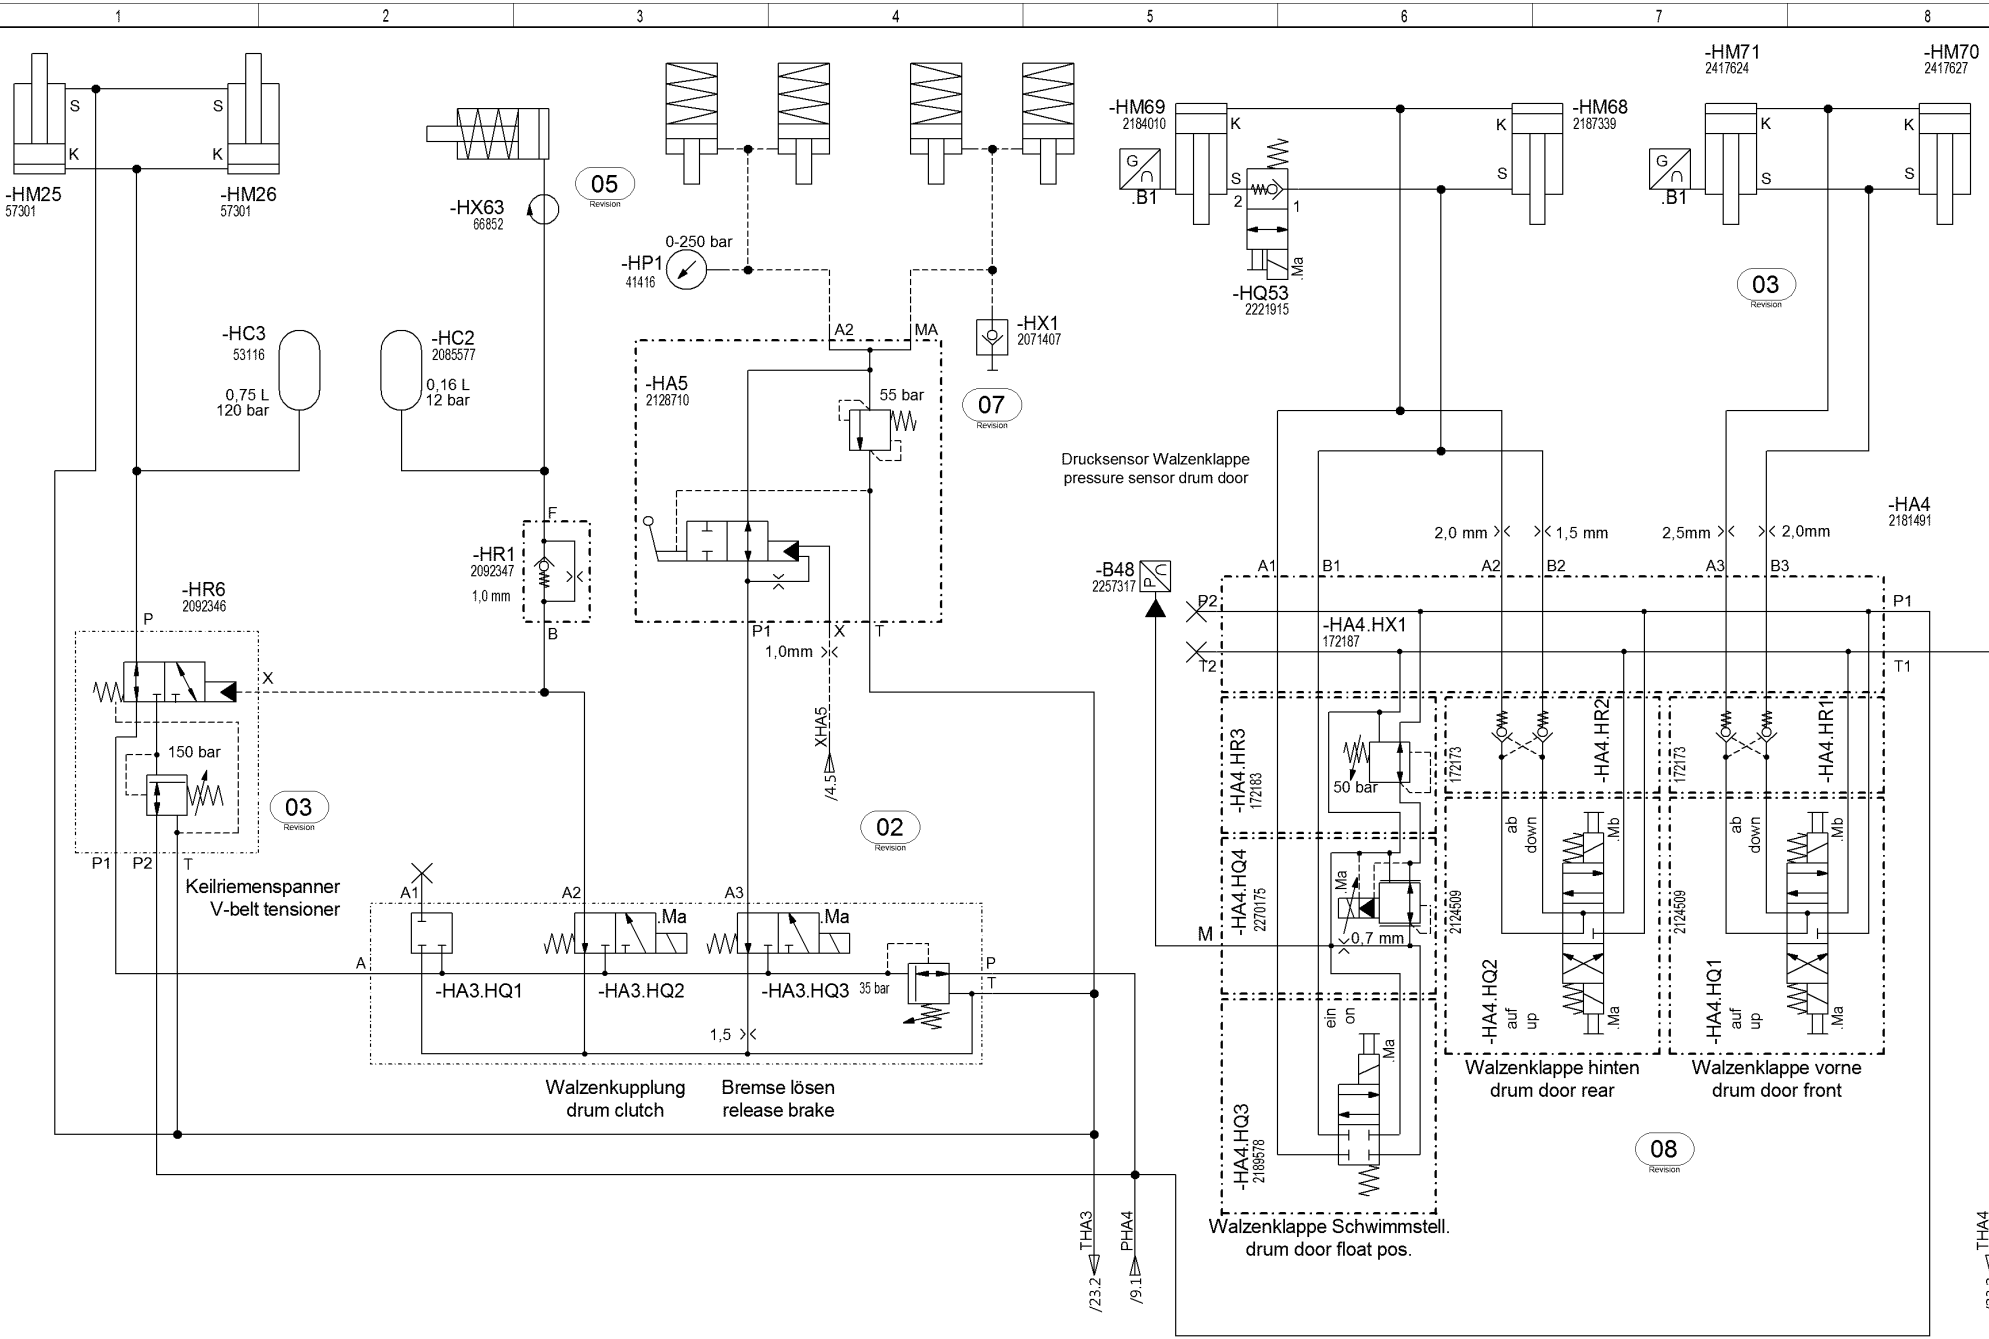 1 2 3 4 5 6 7 8
-HM71
2417624
-HM70
2417627
S S
K K
-HM25
57301
-HM26
57301
-HX63
66852
05
Revision
-HM69
2184010
K K
-HM68
2187339
G
.B1
S S
2 1
.Ma
-HQ53
2221915
G
.B1
K K
S S
03
Revision
0-250 bar
-HP1
41416
-HC3
53116
0,75 L
120 bar
-HC2
2085577
0,16 L
12 bar
A2 MA
-HX1
2071407
-HA5
2128710
55 bar
07
Revision
Drucksensor Walzenklappe
pressure sensor drum door
-HA4
2181491
F
-HR1
2092347
1,0 mm
B
2,0 mm 1,5 mm 2,5mm 2,0mm
-B48
2257317
P
A1 B1 A2 B2 A3 B3
P2 P1
T2 T1
-HA4.HX1
172187
-HR6
2092346
P
X
150 bar
03
Revision
P1 P2 T
P1 X T
1,0mm
XHA5
/4.5
02
Revision
Keilriemenspanner
V-belt tensioner
-HA4.HR3
172183
50 bar
172173
-HA4.HR2
172173
-HA4.HR1
-HA4.HQ4
2270175
.Ma
0,7 mm
M
ab
down
.Mb
2124509
-HA4.HQ2
auf
up
.Ma
ab
down
.Mb
2124509
-HA4.HQ1
auf
up
.Ma
A1 A2 A3
.Ma .Ma
A P
T
-HA3.HQ1 -HA3.HQ2 -HA3.HQ3 35 bar
1,5
Walzenkupplung
drum clutch
Bremse lösen
release brake
ein
on
.Ma
-HA4.HQ3
2189578
Walzenklappe hinten
drum door rear
Walzenklappe vorne
drum door front
08
Revision
Walzenklappe Schwimmstell.
drum door float pos.
THA3
/23.2
PHA4
/9.1
THA4